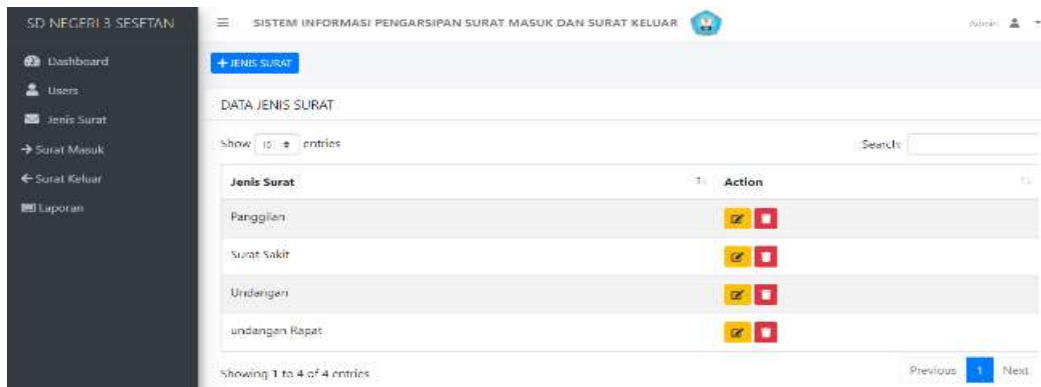 SD NEGERI 3 SESETAN
SISTEM INFORMASI PENGARSIPAN SURAT MASUK DAN SURAT KELUAR
Admin
Dashboard
Users
Jenis Surat
Surat Masuk
Surat Keluar
Laporan
+ JENIS SURAT
DATA JENIS SURAT
Show 10 entries
Search:
Jenis Surat Action
Panggilan
Surat Sakit
Undangan
undangan Rapat
Showing 1 to 4 of 4 entries
Previous 1 Next